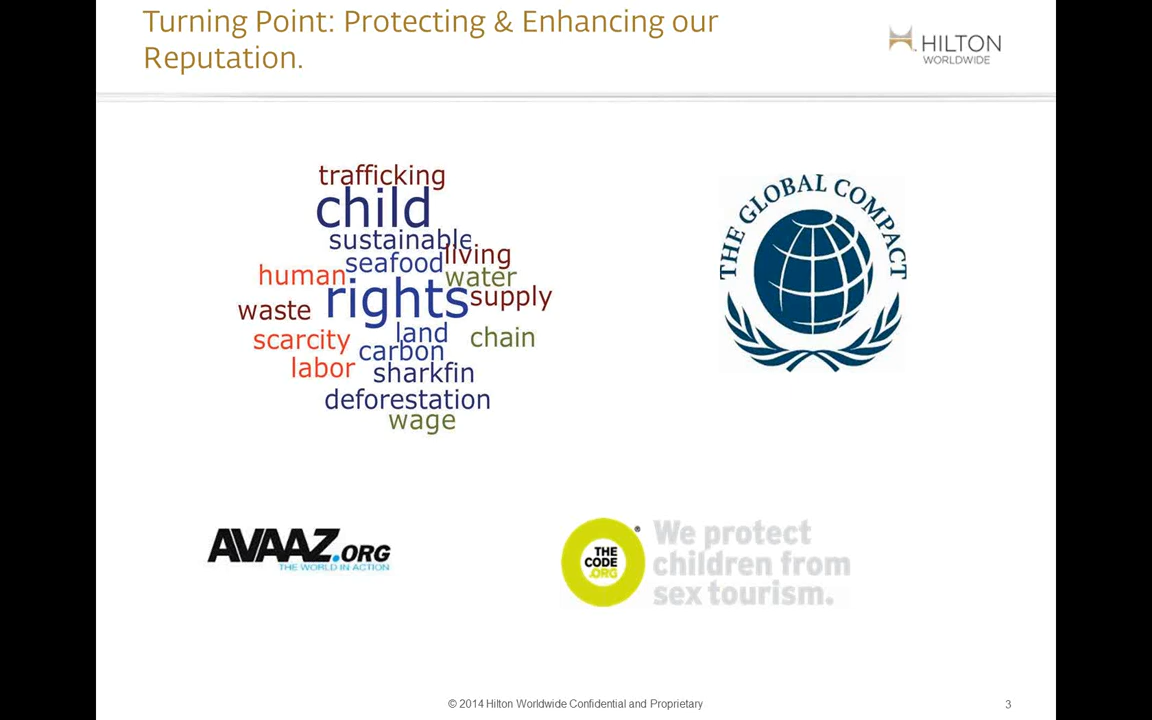 Turning Point: Protecting & Enhancing our
Reputation.
HILTON
WORLDWIDE
trafficking
child
sustainable
living
seafood
human
water
rights
supply
waste
land
chain
scarcity
carbon
labor
sharkfin
deforestation
wage
THE GLOBAL COMPACT
AVAAZ.ORG
THE WORLD IN ACTION
THE
CODE
.ORG
®
We protect
children from
sex tourism.
© 2014 Hilton Worldwide Confidential and Proprietary
3